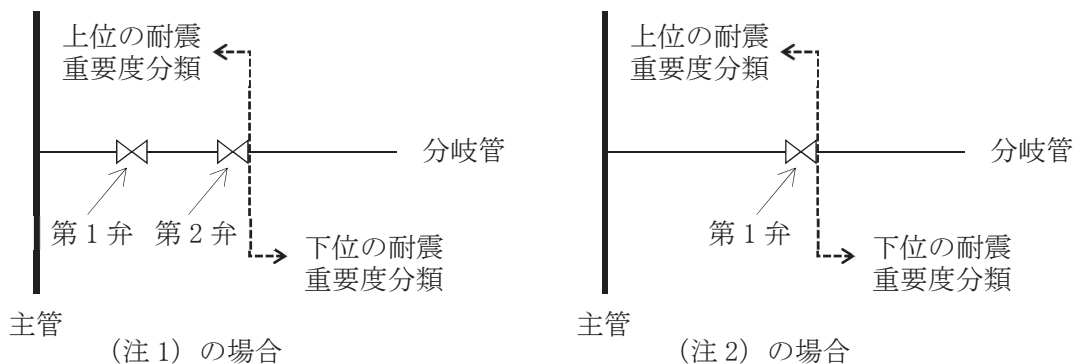 上位の耐震
重要度分類
分岐管
第1弁
第2弁
下位の耐震
重要度分類
主管
(注1)の場合
上位の耐震
重要度分類
分岐管
第1弁
下位の耐震
重要度分類
主管
(注2)の場合